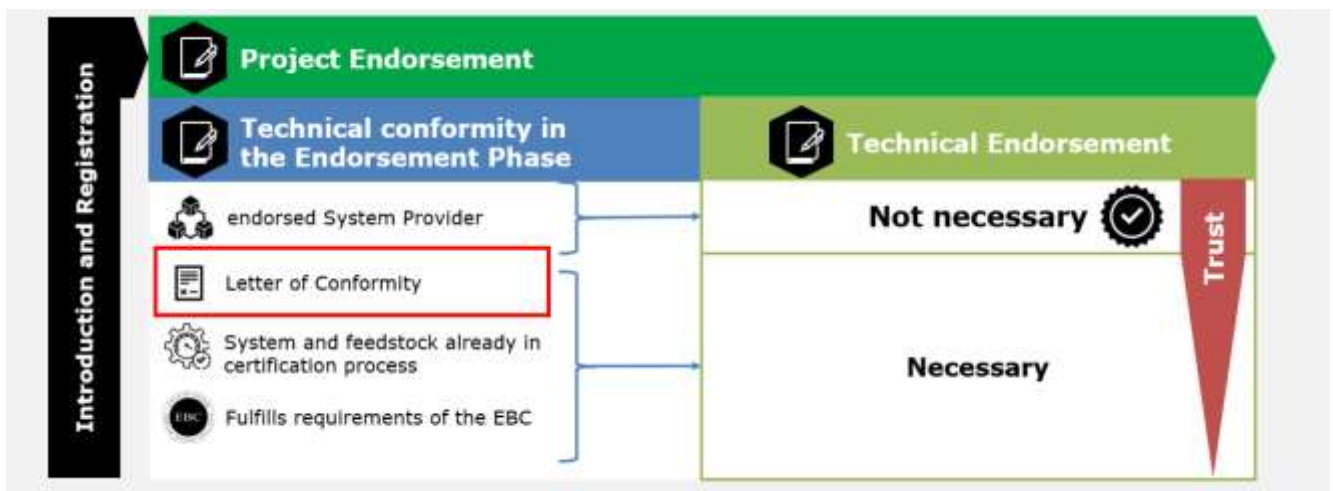 Introduction and Registration
Project Endorsement
Technical conformity in
the Endorsement Phase
Technical Endorsement
endorsed System Provider
Not necessary
Trust
Letter of Conformity
System and feedstock already in
certification process
Necessary
EBC
Fulfills requirements of the EBC